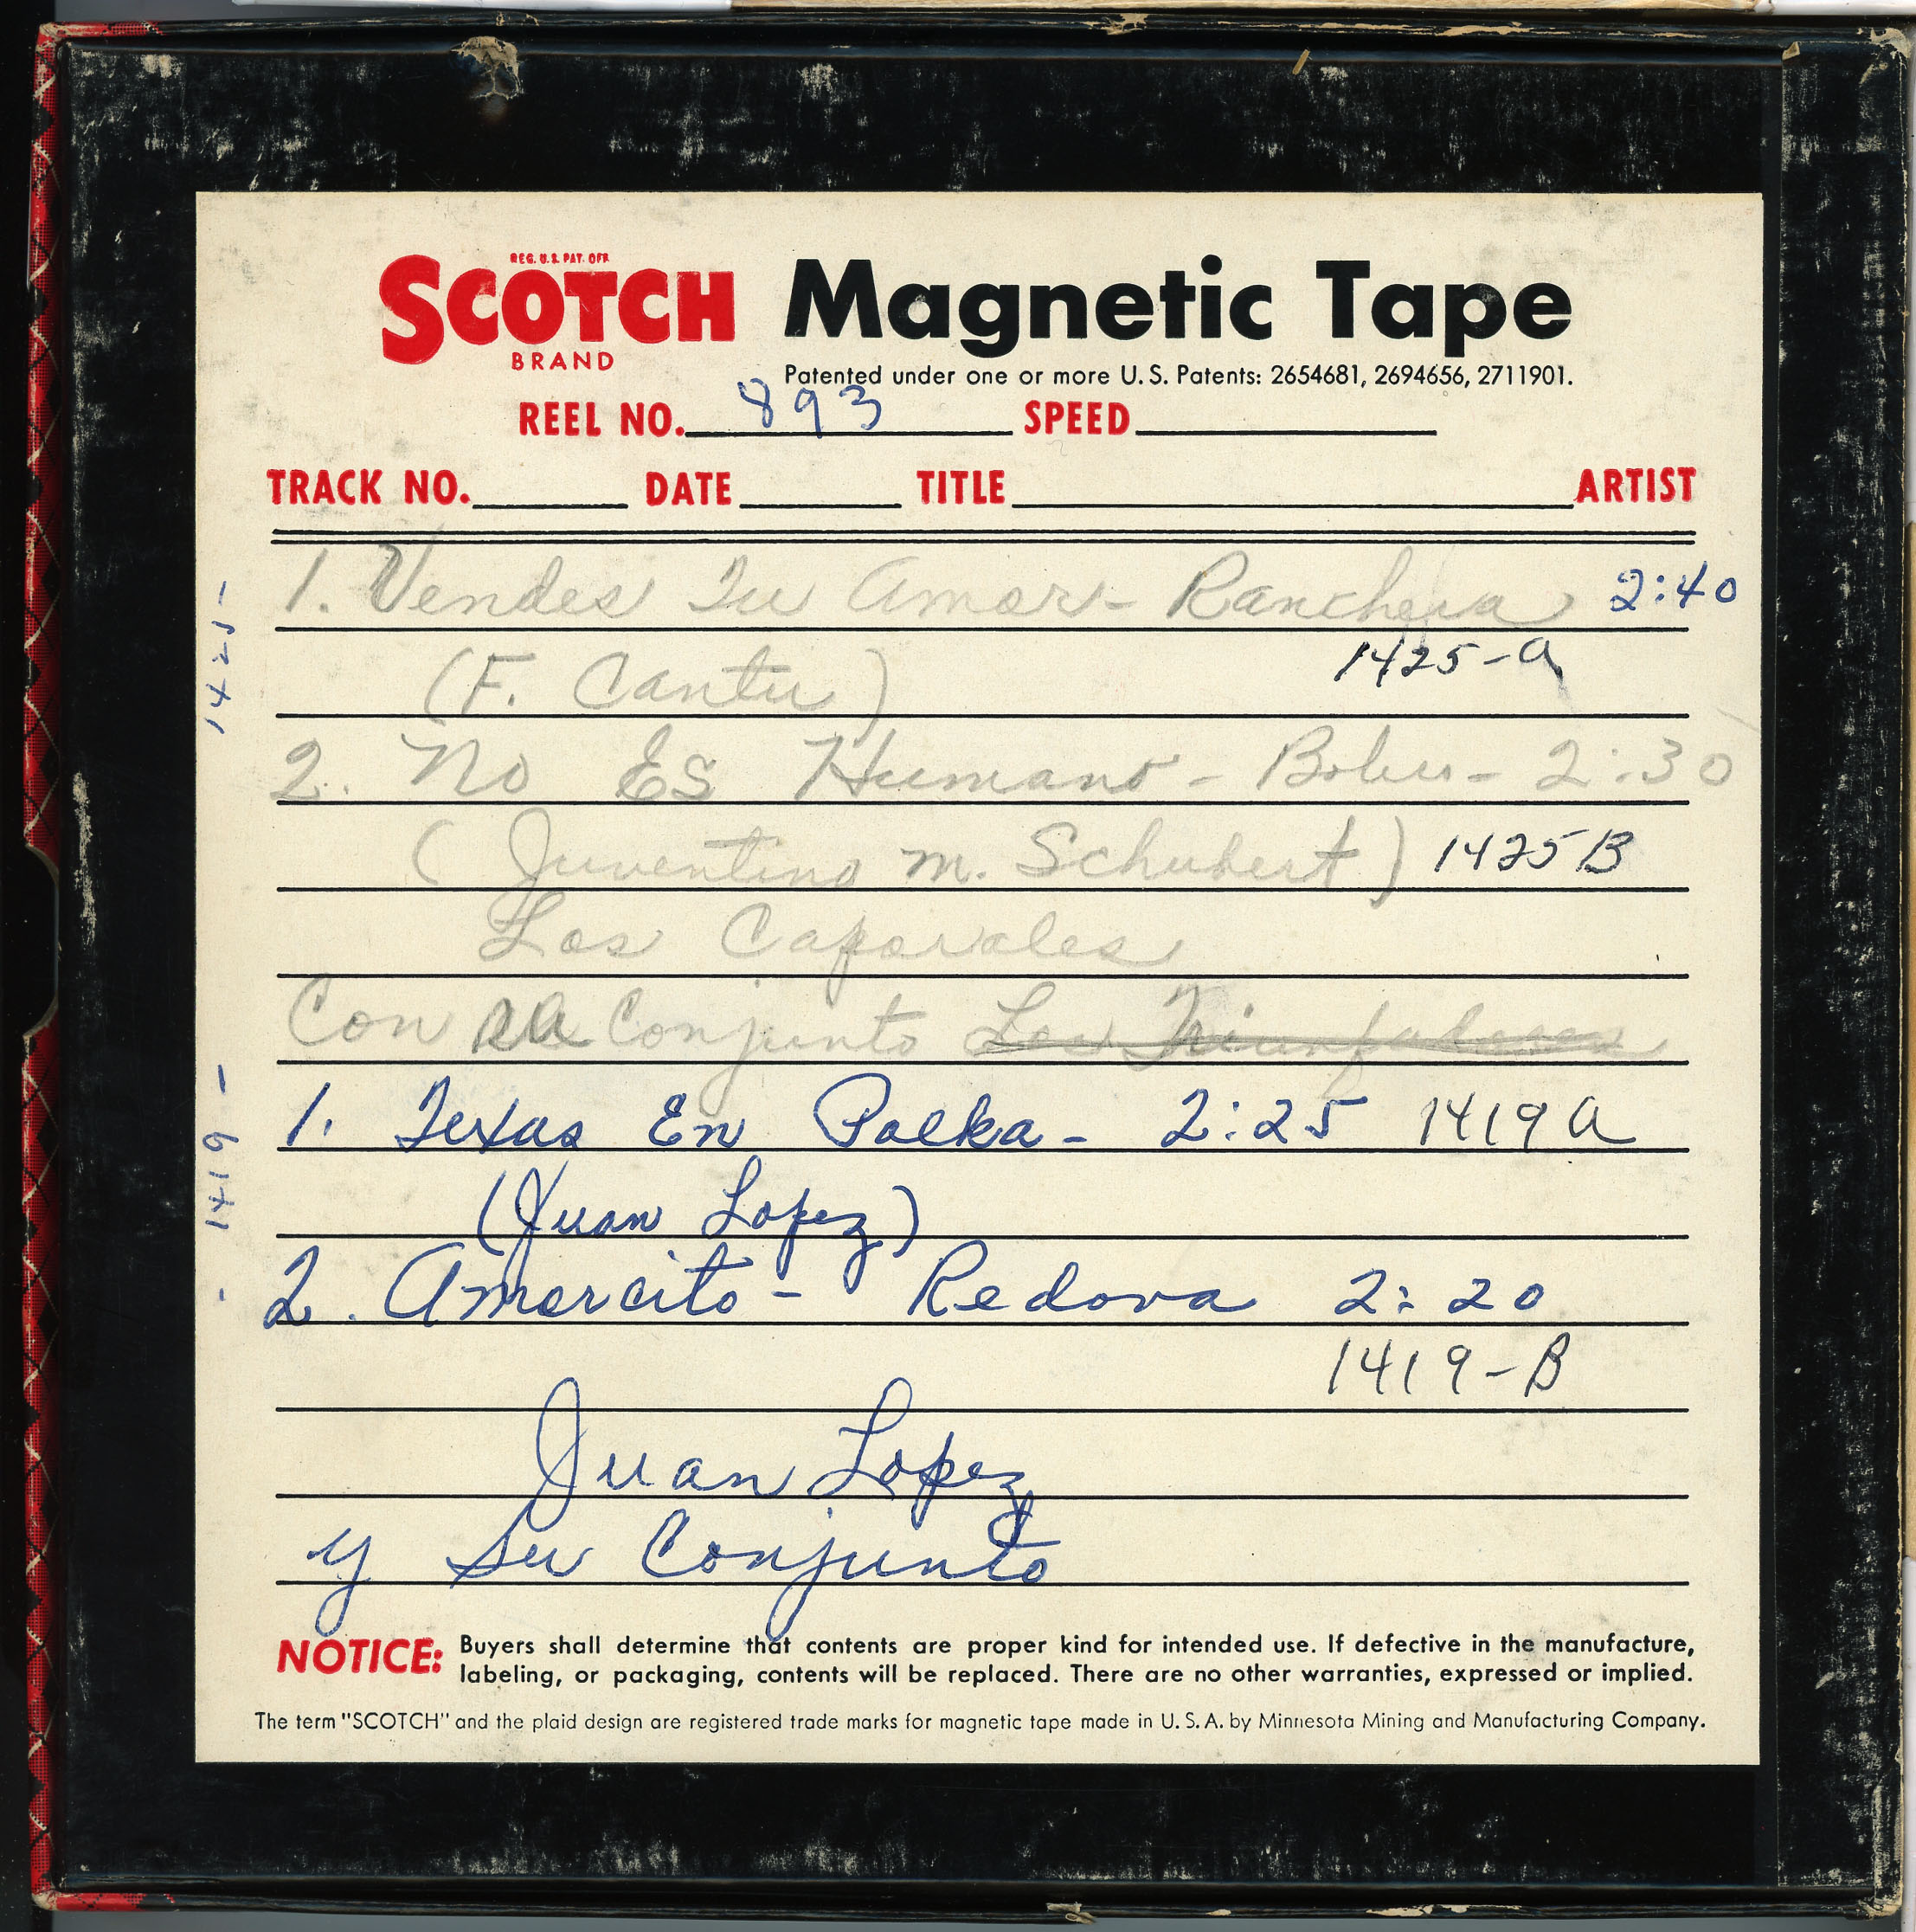 REG. U.S. PAT. OFF.
SCOTCH Magnetic Tape
BRAND
Patented under one or more U.S. Patents: 2654681, 2694656, 2711901.
REEL NO. 893 SPEED
TRACK NO. DATE TITLE ARTIST
1. Vendes Tu Amor - Ranchera 2:40
(F. Cantu) 1425-A
1425 -
2. No Es Humano - Bolero - 2:30
(Juventino M. Schubert) 1425 B
Los Caporales
Con Conjunto Los Triunfadores
1. Texas En Polka - 2:25 1419 A
1419 -
(Juan Lopez)
2. Amorcito - Redova 2:20
1419-B
Juan Lopez
y Su Conjunto
NOTICE: Buyers shall determine that contents are proper kind for intended use. If defective in the manufacture,
labeling, or packaging, contents will be replaced. There are no other warranties, expressed or implied.
The term "SCOTCH" and the plaid design are registered trade marks for magnetic tape made in U.S.A. by Minnesota Mining and Manufacturing Company.